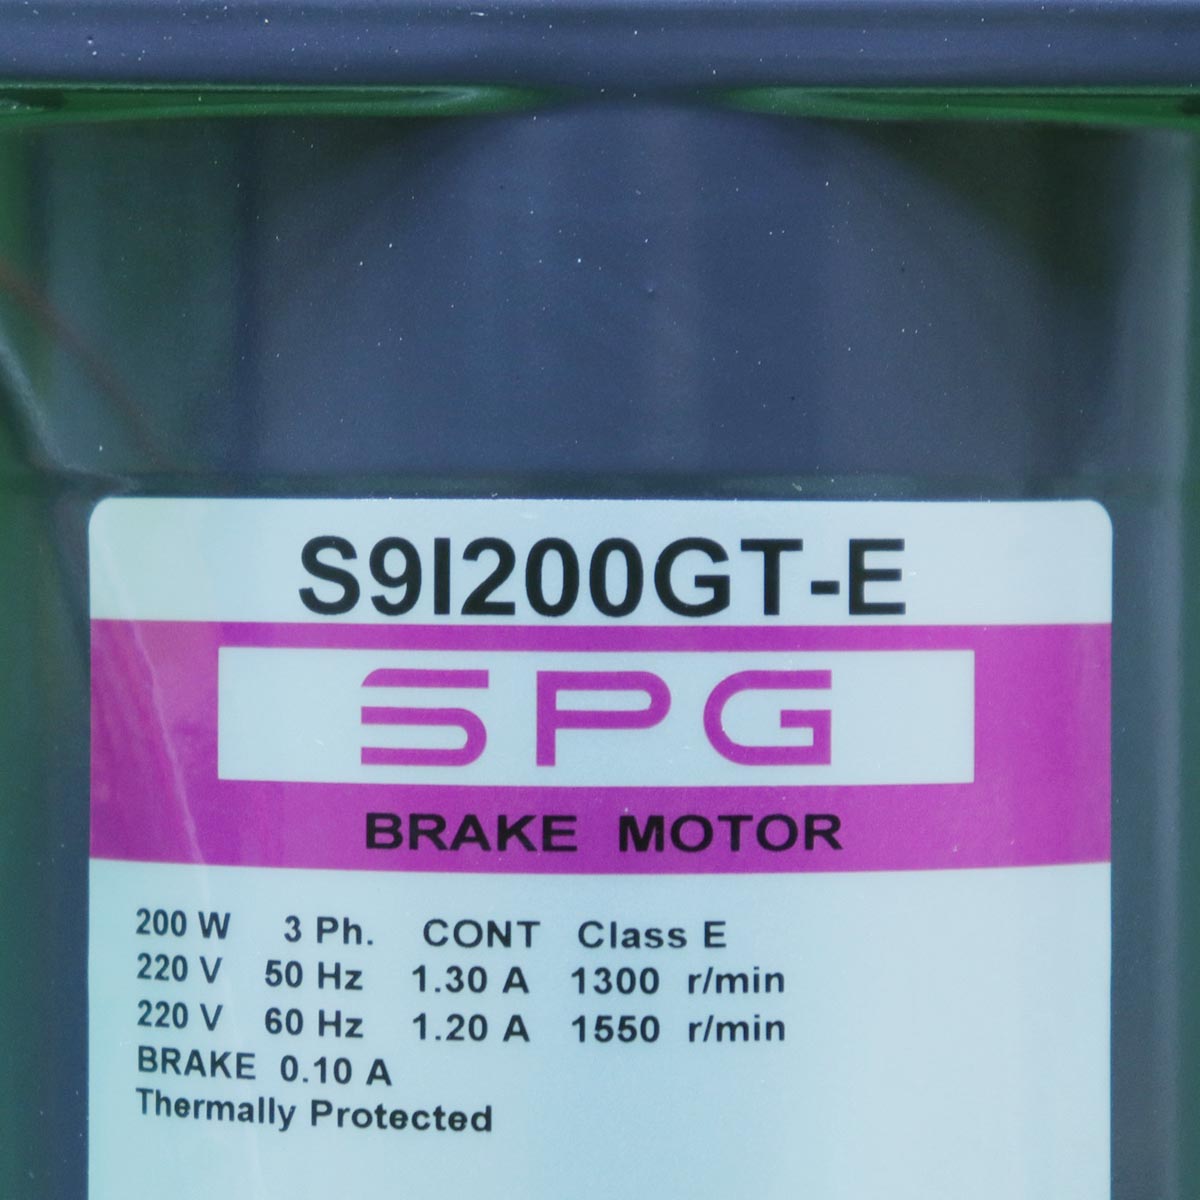 S9I200GT-E
SPG
BRAKE MOTOR
200 W 3 Ph. CONT Class E
220 V 50 Hz 1.30 A 1300 r/min
220 V 60 Hz 1.20 A 1550 r/min
BRAKE 0.10 A
Thermally Protected